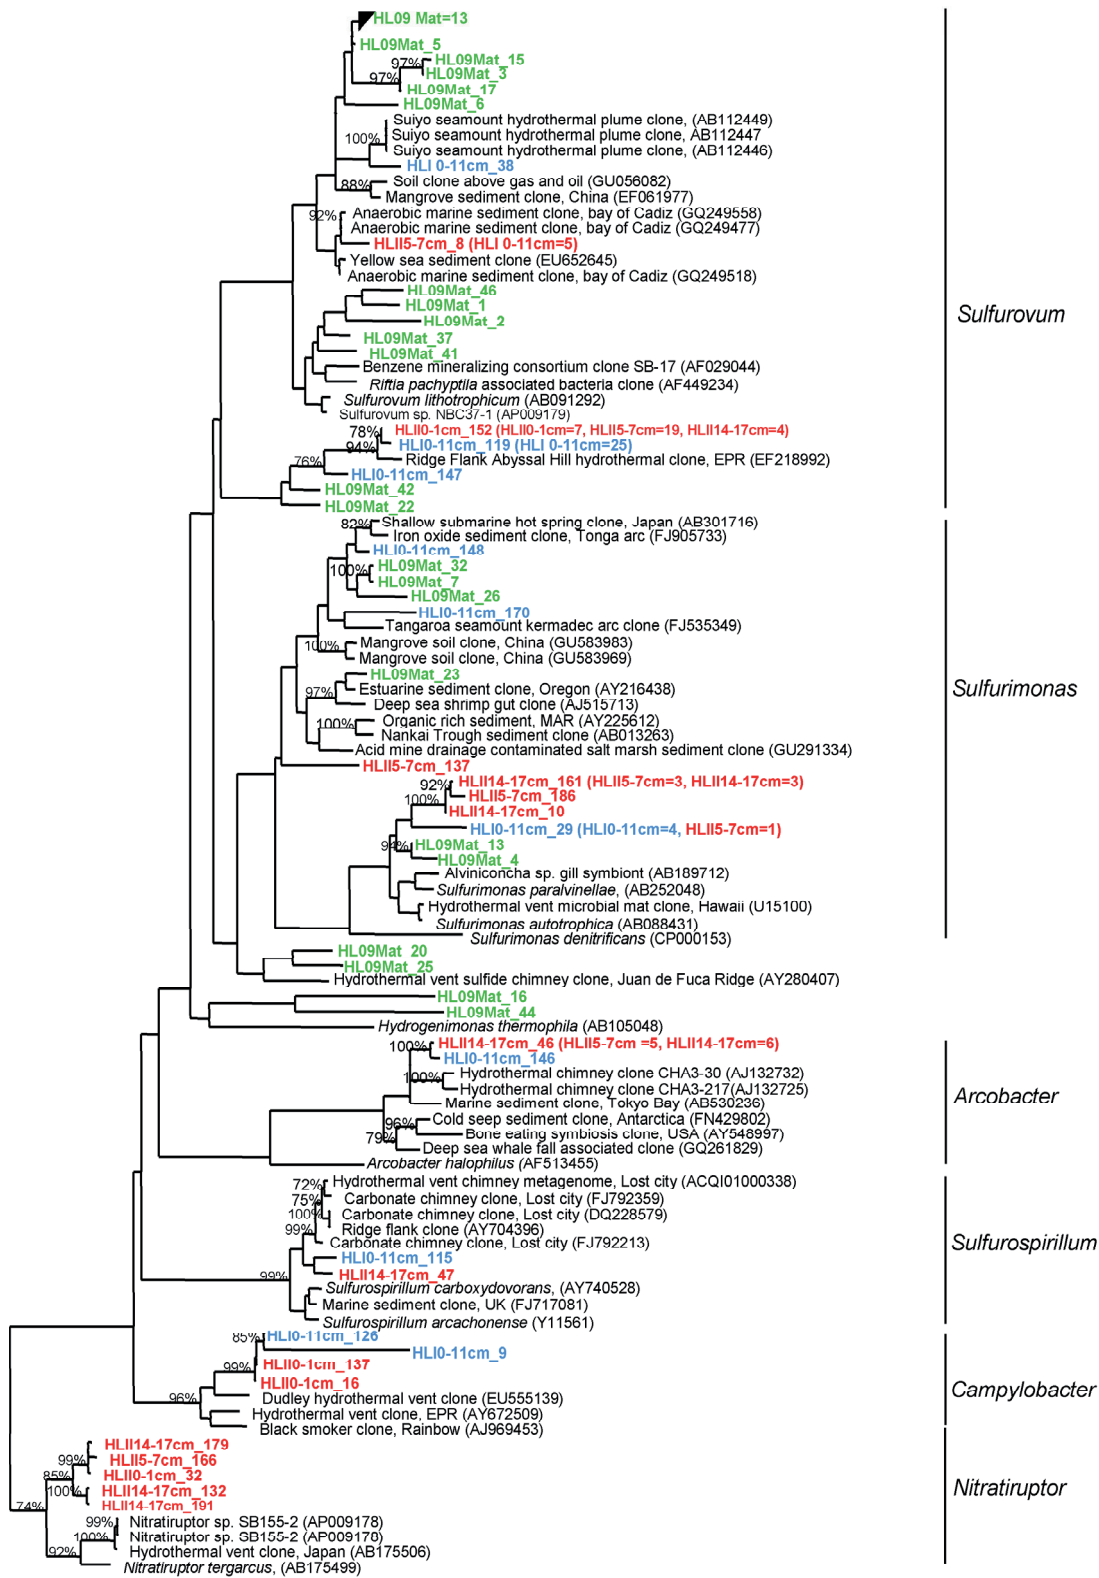 HL09 Mat=13
HL09Mat_5
97% HL09Mat_15
HL09Mat_3
97%
HL09Mat_17
HL09Mat_6
Suiyo seamount hydrothermal plume clone, (AB112449)
100% Suiyo seamount hydrothermal plume clone, AB112447
Suiyo seamount hydrothermal plume clone, (AB112446)
HLI 0-11cm_38
88% Soil clone above gas and oil (GU056082)
Mangrove sediment clone, China (EF061977)
92% Anaerobic marine sediment clone, bay of Cadiz (GQ249558)
Anaerobic marine sediment clone, bay of Cadiz (GQ249477)
HLII5-7cm_8 (HLI 0-11cm=5)
Yellow sea sediment clone (EU652645)
Anaerobic marine sediment clone, bay of Cadiz (GQ249518)
HL09Mat_46
HL09Mat_1
Sulfurovum
HL09Mat_2
HL09Mat_37
HL09Mat_41
Benzene mineralizing consortium clone SB-17 (AF029044)
Riftia pachyptila associated bacteria clone (AF449234)
Sulfurovum lithotrophicum (AB091292)
Sulfurovum sp. NBC37-1 (AP009179)
78% HLII0-1cm_152 (HLII0-1cm=7, HLII5-7cm=19, HLII14-17cm=4)
94% HLI0-11cm_119 (HLI 0-11cm=25)
76% Ridge Flank Abyssal Hill hydrothermal clone, EPR (EF218992)
HLI0-11cm_147
HL09Mat_42
HL09Mat_22
82% Shallow submarine hot spring clone, Japan (AB301716)
Iron oxide sediment clone, Tonga arc (FJ905733)
HLI0-11cm_148
100% HL09Mat_32
HL09Mat_7
HL09Mat_26
HLI0-11cm_170
Tangaroa seamount kermadec arc clone (FJ535349)
100% Mangrove soil clone, China (GU583983)
Mangrove soil clone, China (GU583969)
HL09Mat_23
97% Estuarine sediment clone, Oregon (AY216438)
Sulfurimonas
Deep sea shrimp gut clone (AJ515713)
100% Organic rich sediment, MAR (AY225612)
Nankai Trough sediment clone (AB013263)
Acid mine drainage contaminated salt marsh sediment clone (GU291334)
HLII5-7cm_137
92% HLII14-17cm_161 (HLII5-7cm=3, HLII14-17cm=3)
100% HLII5-7cm_186
HLII14-17cm_10
HLI0-11cm_29 (HLI0-11cm=4, HLII5-7cm=1)
94% HL09Mat_13
HL09Mat_4
Alviniconcha sp. gill symbiont (AB189712)
Sulfurimonas paralvinellae, (AB252048)
Hydrothermal vent microbial mat clone, Hawaii (U15100)
Sulfurimonas autotrophica (AB088431)
Sulfurimonas denitrificans (CP000153)
HL09Mat_20
HL09Mat_25
Hydrothermal vent sulfide chimney clone, Juan de Fuca Ridge (AY280407)
HL09Mat_16
HL09Mat_44
Hydrogenimonas thermophila (AB105048)
100% HLII14-17cm_46 (HLII5-7cm =5, HLII14-17cm=6)
HLI0-11cm_146
100% Hydrothermal chimney clone CHA3-30 (AJ132732)
Hydrothermal chimney clone CHA3-217(AJ132725)
Arcobacter
Marine sediment clone, Tokyo Bay (AB530236)
96% Cold seep sediment clone, Antarctica (FN429802)
79% Bone eating symbiosis clone, USA (AY548997)
Deep sea whale fall associated clone (GQ261829)
Arcobacter halophilus (AF513455)
72% Hydrothermal vent chimney metagenome, Lost city (ACQI01000338)
75% Carbonate chimney clone, Lost city (FJ792359)
100% Carbonate chimney clone, Lost city (DQ228579)
99% Ridge flank clone (AY704396)
Carbonate chimney clone, Lost city (FJ792213)
Sulfurospirillum
HLI0-11cm_115
99% HLII14-17cm_47
Sulfurospirillum carboxydovorans, (AY740528)
Marine sediment clone, UK (FJ717081)
Sulfurospirillum arcachonense (Y11561)
85% HLI0-11cm_126
HLI0-11cm_9
99% HLII0-1cm_137
HLII0-1cm_16
Campylobacter
96% Dudley hydrothermal vent clone (EU555139)
Hydrothermal vent clone, EPR (AY672509)
Black smoker clone, Rainbow (AJ969453)
HLII14-17cm_179
99% HLII5-7cm_166
85% HLII0-1cm_32
100% HLII14-17cm_132
Nitratiruptor
74% HLII14-17cm_191
99% Nitratiruptor sp. SB155-2 (AP009178)
100% Nitratiruptor sp. SB155-2 (AP009178)
92% Hydrothermal vent clone, Japan (AB175506)
Nitratiruptor tergarcus, (AB175499)